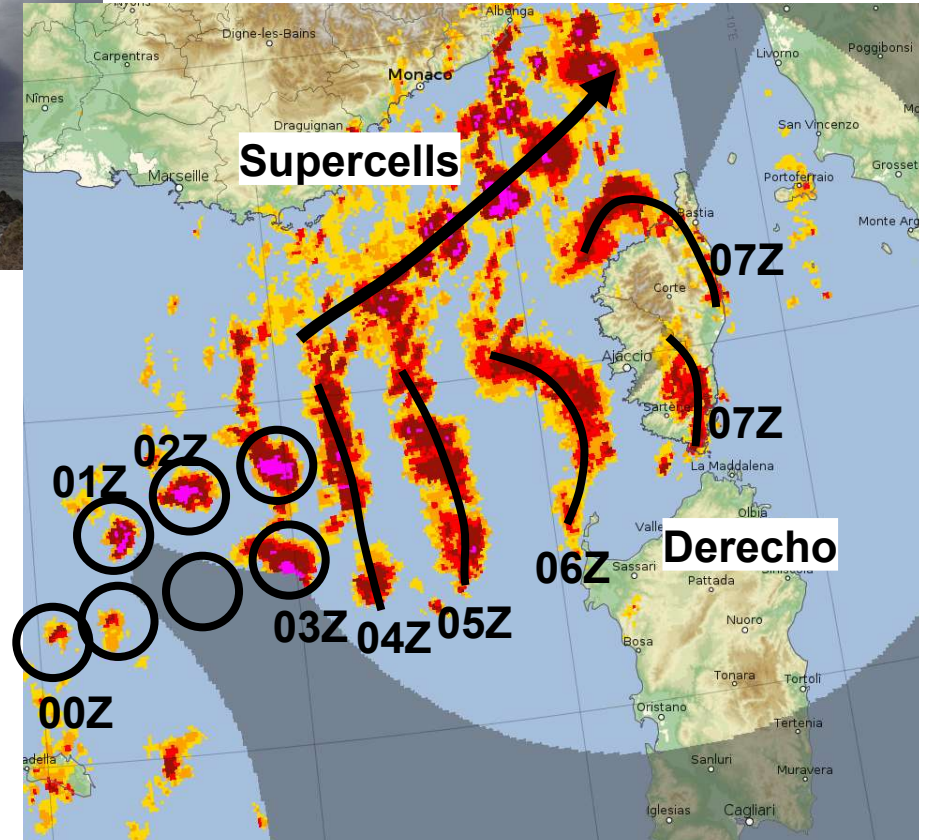 Albenga
Digne-les-Bains
Carpentras
Livorno
Poggibonsi
10°E
Monaco
Nîmes
Draguignan
San Vincenzo
Supercells
Marseille
Grosset
Portoferraio
Bastia
Monte Arg
07Z
Corte
Ajaccio
02Z
01Z
07Z
La Maddalena
Olbia
Derecho
06Z
Sassari
Pattada
03Z
04Z
05Z
Nuoro
Bosa
00Z
Tonara
Tortolì
Oristano
Tertenia
adella
Sanluri
Muravera
Iglesias
Cagliari